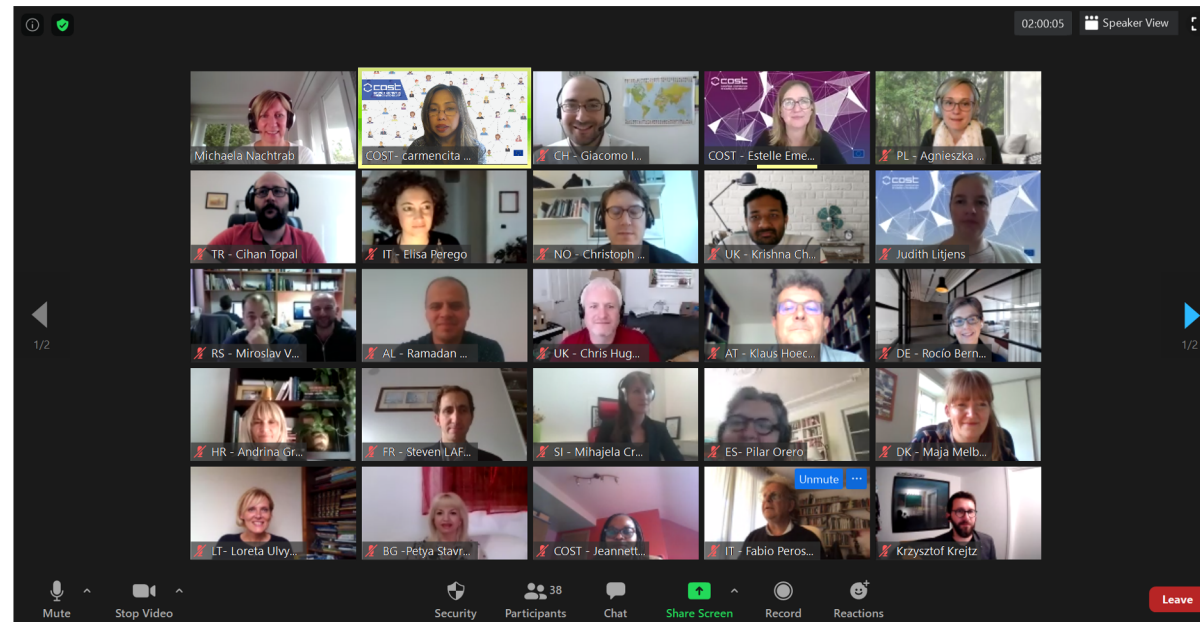 02:00:05
Speaker View
Michaela Nachtrab
cost
COST- carmencita ...
CH - Giacomo I...
cost
COST - Estelle Eme...
PL - Agnieszka ...
TR - Cihan Topal
IT - Elisa Perego
NO - Christoph ...
UK - Krishna Ch...
cost
Judith Litjens
1/2
RS - Miroslav V...
AL - Ramadan ...
UK - Chris Hug...
AT - Klaus Hoec...
DE - Rocío Bern...
1/2
HR - Andrina Gr...
FR - Steven LAF...
SI - Mihajela Cr...
ES- Pilar Orero
DK - Maja Melb...
LT- Loreta Ulvy...
BG -Petya Stavr...
COST - Jeannett...
Unmute ...
IT - Fabio Peros...
Krzysztof Krejtz
Mute
Stop Video
Security
38
Participants
Chat
Share Screen
Record
Reactions
Leave